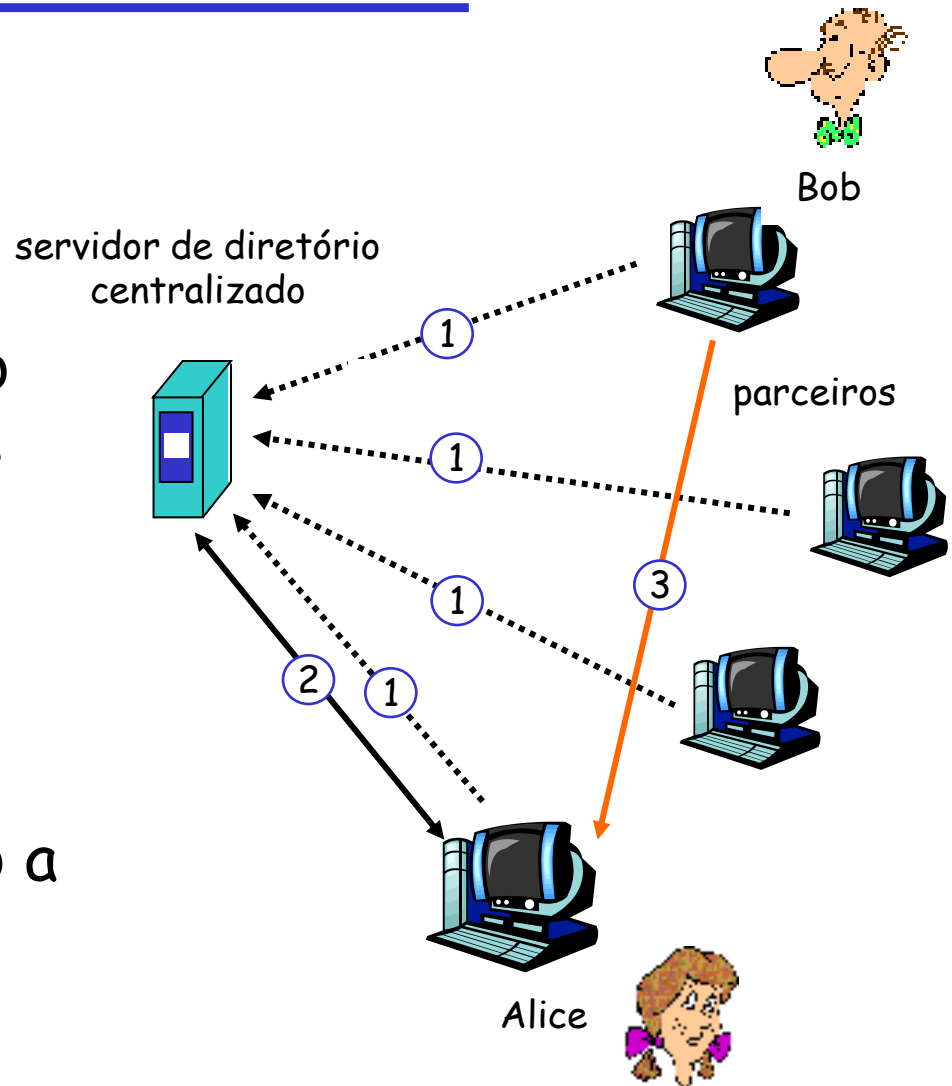 Bob
servidor de diretório
centralizado
1
parceiros
1
1
3
2
1
o a
Alice